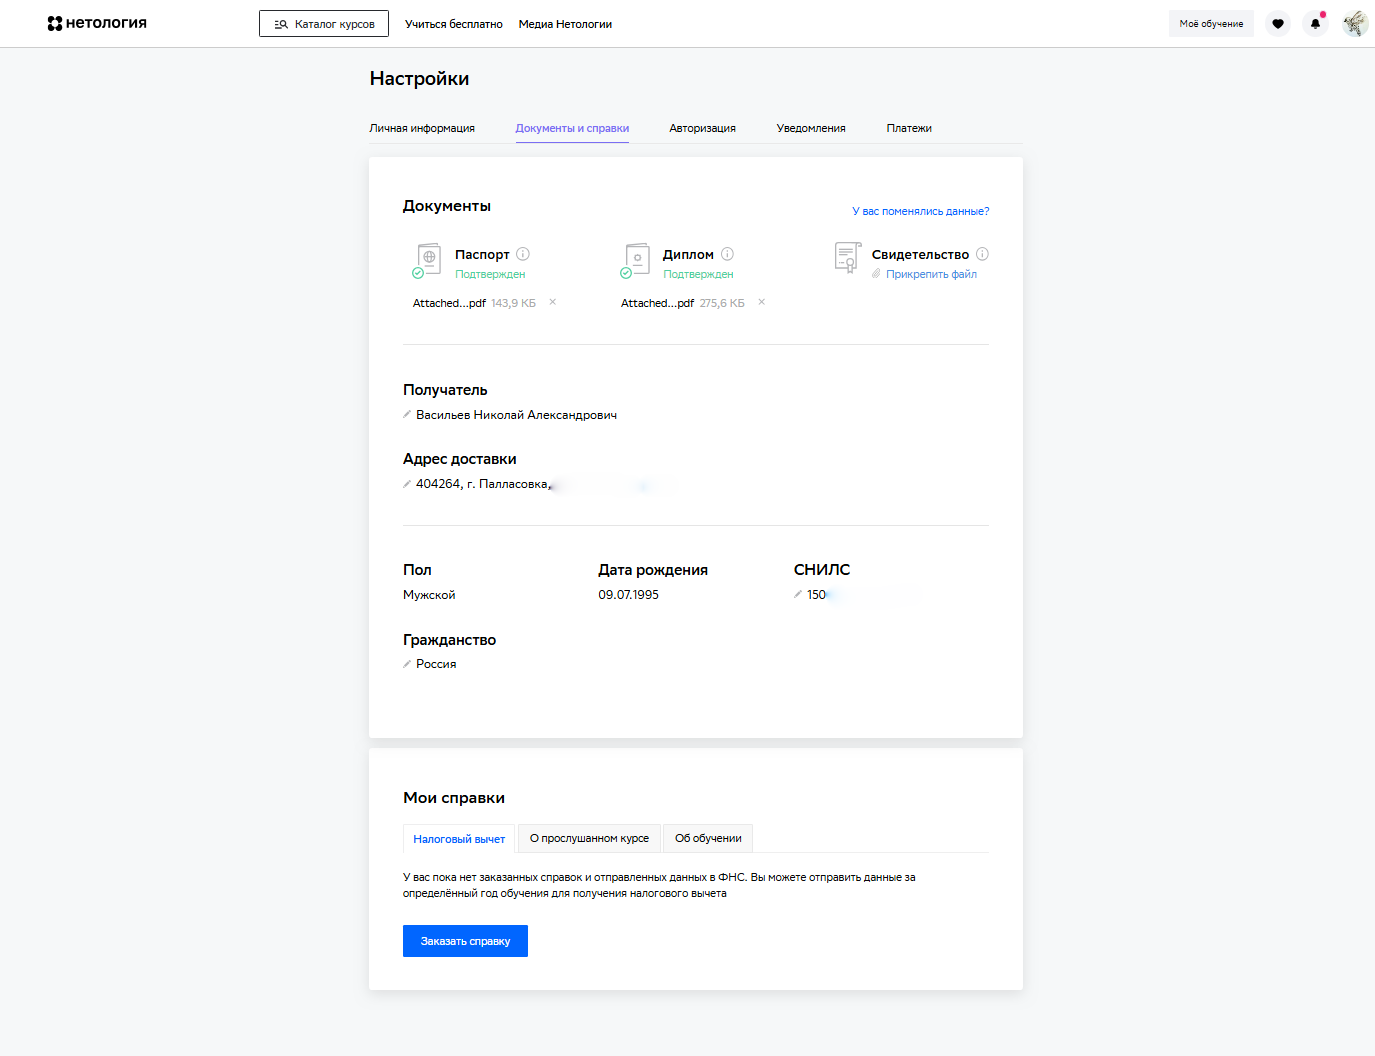 нетология
Каталог курсов
Учиться бесплатно
Медиа Нетологии
Моё обучение
Настройки
Личная информация
Документы и справки
Авторизация
Уведомления
Платежи
Документы
У вас поменялись данные?
Паспорт
Подтвержден
Attached...pdf 143,9 КБ
Диплом
Подтвержден
Attached...pdf 275,6 КБ
Свидетельство
Прикрепить файл
Получатель
Васильев Николай Александрович
Адрес доставки
404264, г. Палласовка,
Пол
Мужской
Дата рождения
09.07.1995
СНИЛС
150
Гражданство
Россия
Мои справки
Налоговый вычет
О прослушанном курсе
Об обучении
У вас пока нет заказанных справок и отправленных данных в ФНС. Вы можете отправить данные за
определённый год обучения для получения налогового вычета
Заказать справку